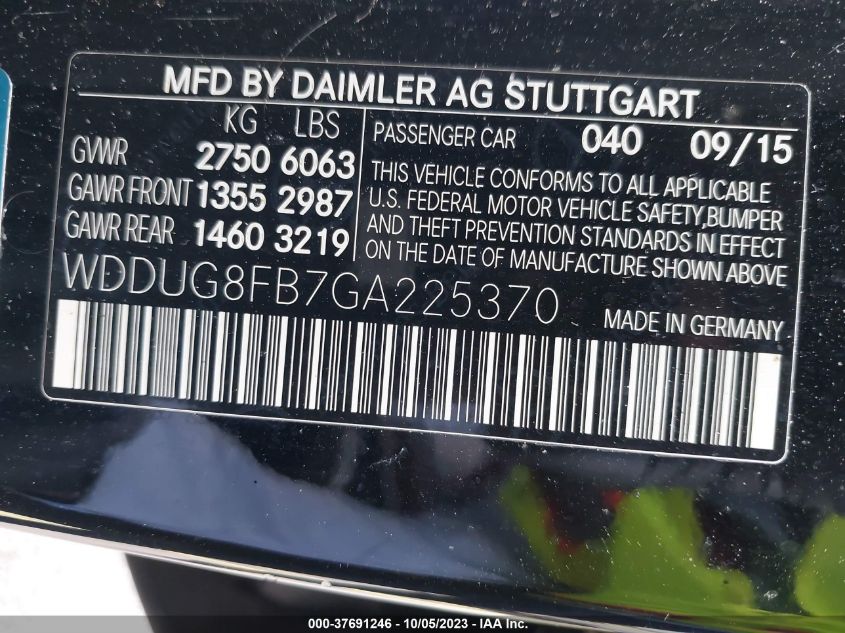 MFD BY DAIMLER AG STUTTGART
KG LBS
GVWR 2750 6063
GAWR FRONT 1355 2987
GAWR REAR 1460 3219
PASSENGER CAR 040 09/15
THIS VEHICLE CONFORMS TO ALL APPLICABLE
U.S. FEDERAL MOTOR VEHICLE SAFETY,BUMPER
AND THEFT PREVENTION STANDARDS IN EFFECT
ON THE DATE OF MANUFACTURE SHOWN ABOVE
WDDUG8FB7GA225370
MADE IN GERMANY
000-37691246 - 10/05/2023 - IAA Inc.